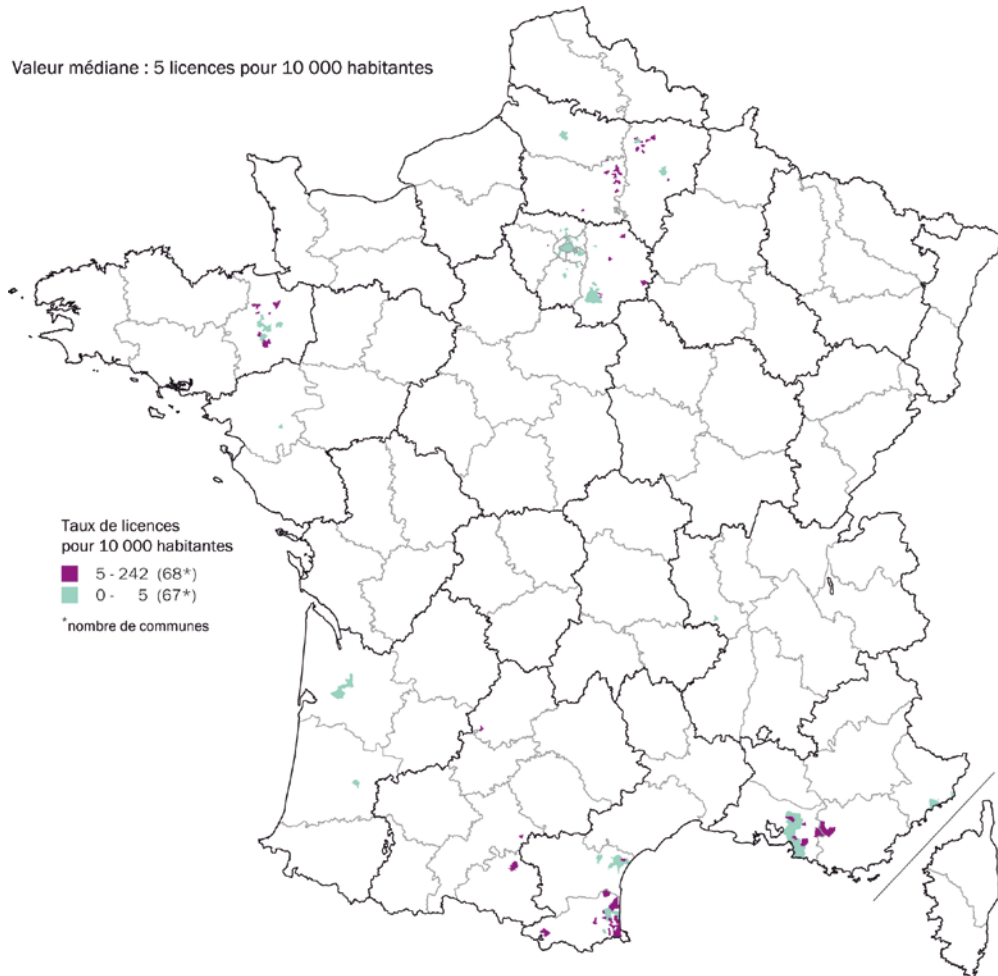 Valeur médiane : 5 licences pour 10 000 habitantes
Taux de licences
pour 10 000 habitantes
5 - 242 (68*)
0 - 5 (67*)
*nombre de communes